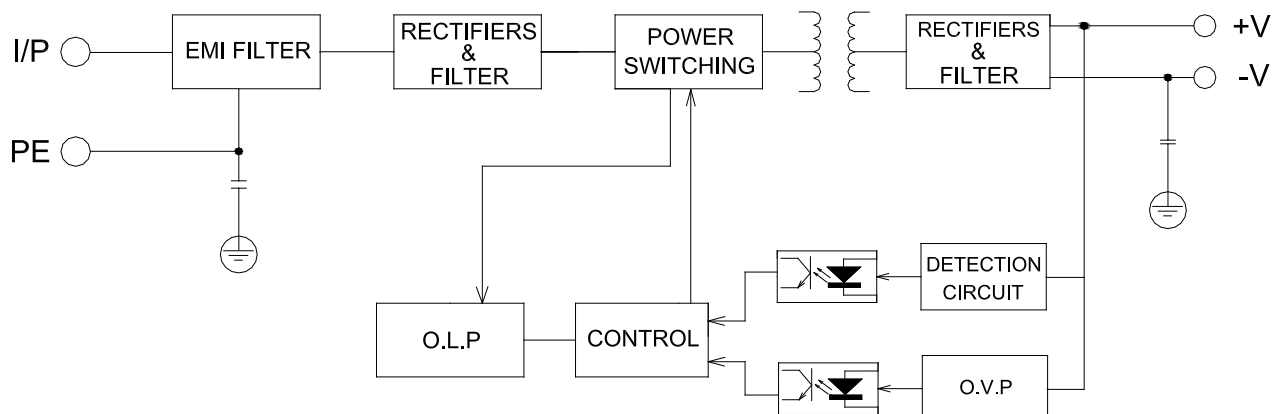 I/P
EMI FILTER
RECTIFIERS
&
FILTER
POWER
SWITCHING
RECTIFIERS
&
FILTER
+V
-V
PE
DETECTION
CIRCUIT
O.L.P
CONTROL
O.V.P